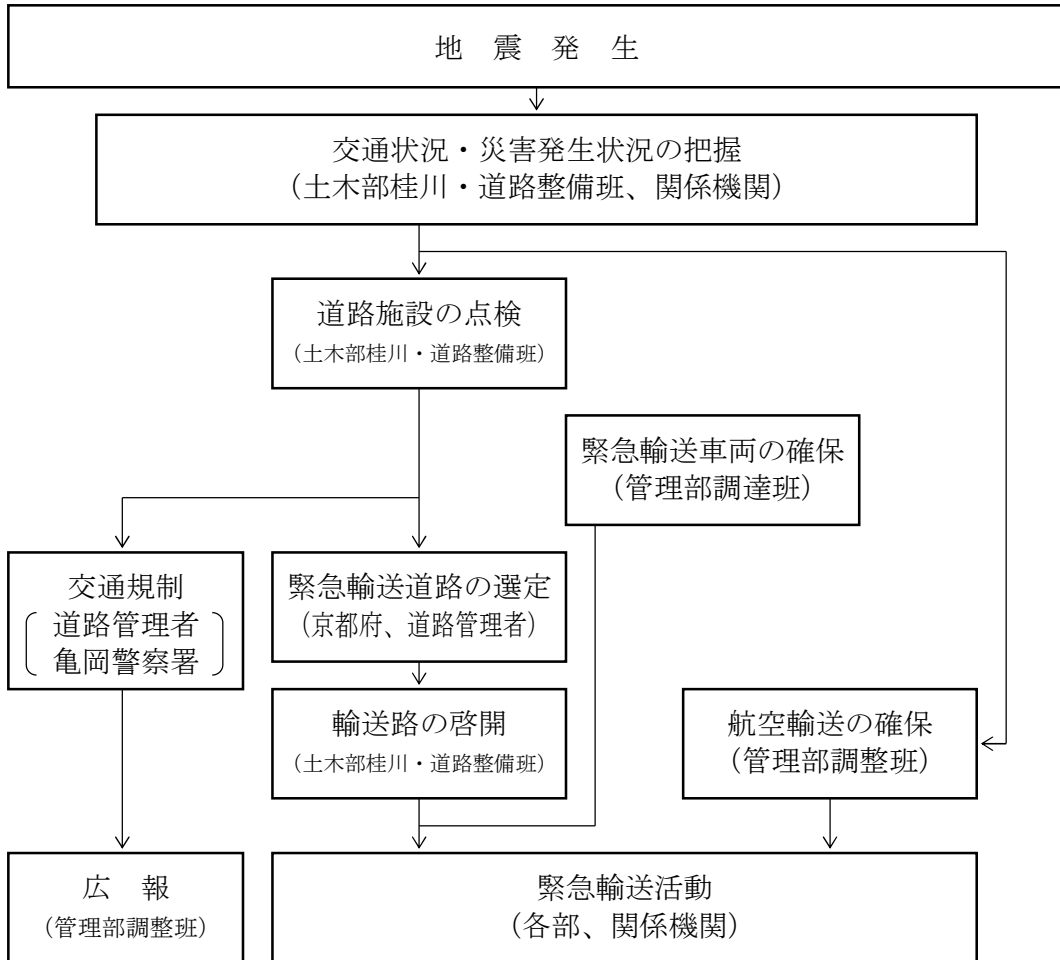 地　震　発　生
交通状況・災害発生状況の把握
（土木部桂川・道路整備班、関係機関）
道路施設の点検
（土木部桂川・道路整備班）
緊急輸送車両の確保
（管理部調達班）
交通規制
道路管理者
亀岡警察署
緊急輸送道路の選定
（京都府、道路管理者）
輸送路の啓開
（土木部桂川・道路整備班）
航空輸送の確保
（管理部調整班）
広　報
（管理部調整班）
緊急輸送活動
（各部、関係機関）